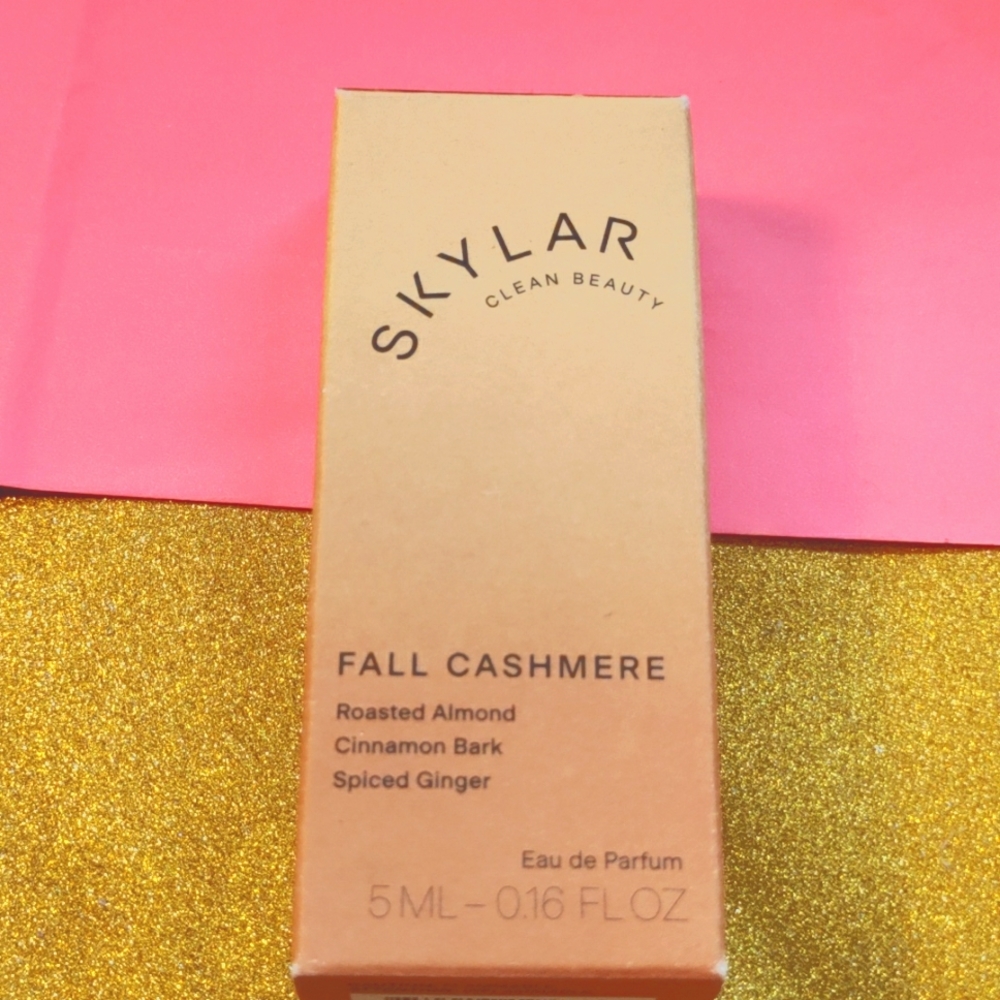 SKYLAR
CLEAN BEAUTY
FALL CASHMERE
Roasted Almond
Cinnamon Bark
Spiced Ginger
Eau de Parfum
5 ML – 0.16 FL OZ